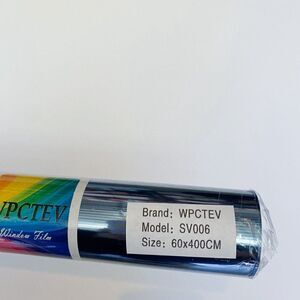 WPCTEV
Window Film
Brand: WPCTEV
Model: SV006
Size: 60x400CM